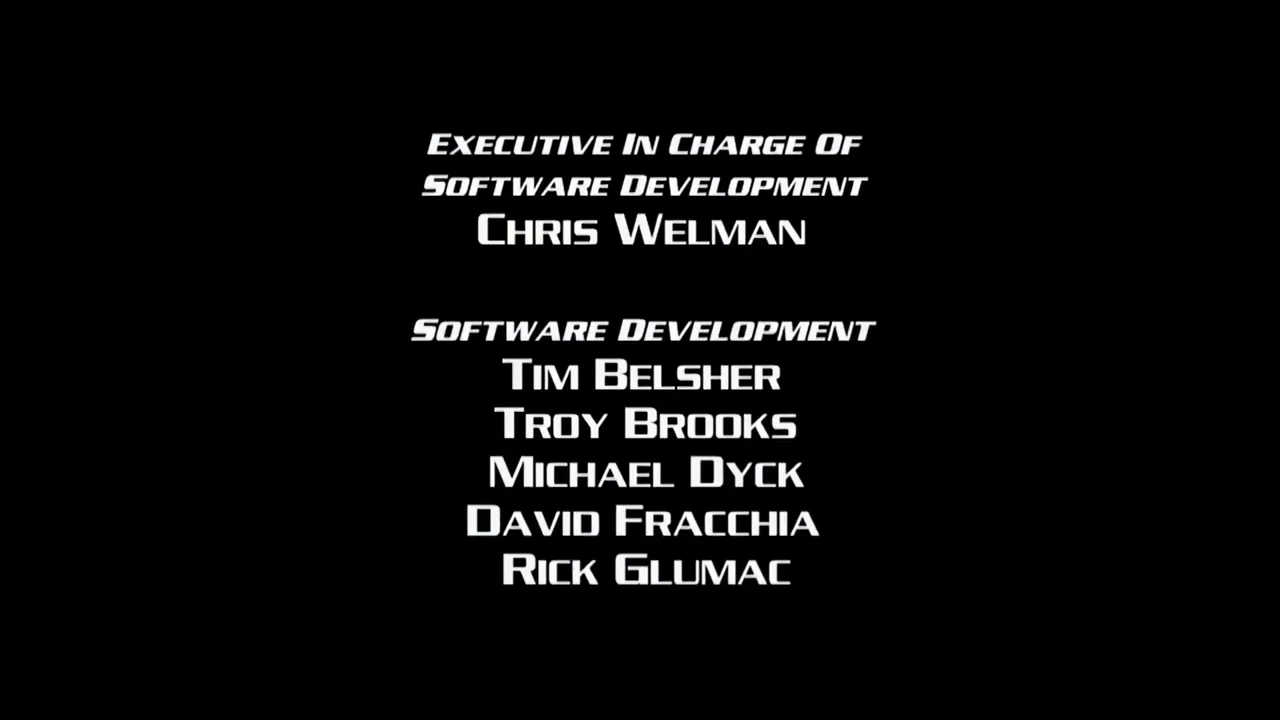 Executive In Charge Of
Software Development
Chris Welman
Software Development
Tim Belsher
Troy Brooks
Michael Dyck
David Fracchia
Rick Glumac